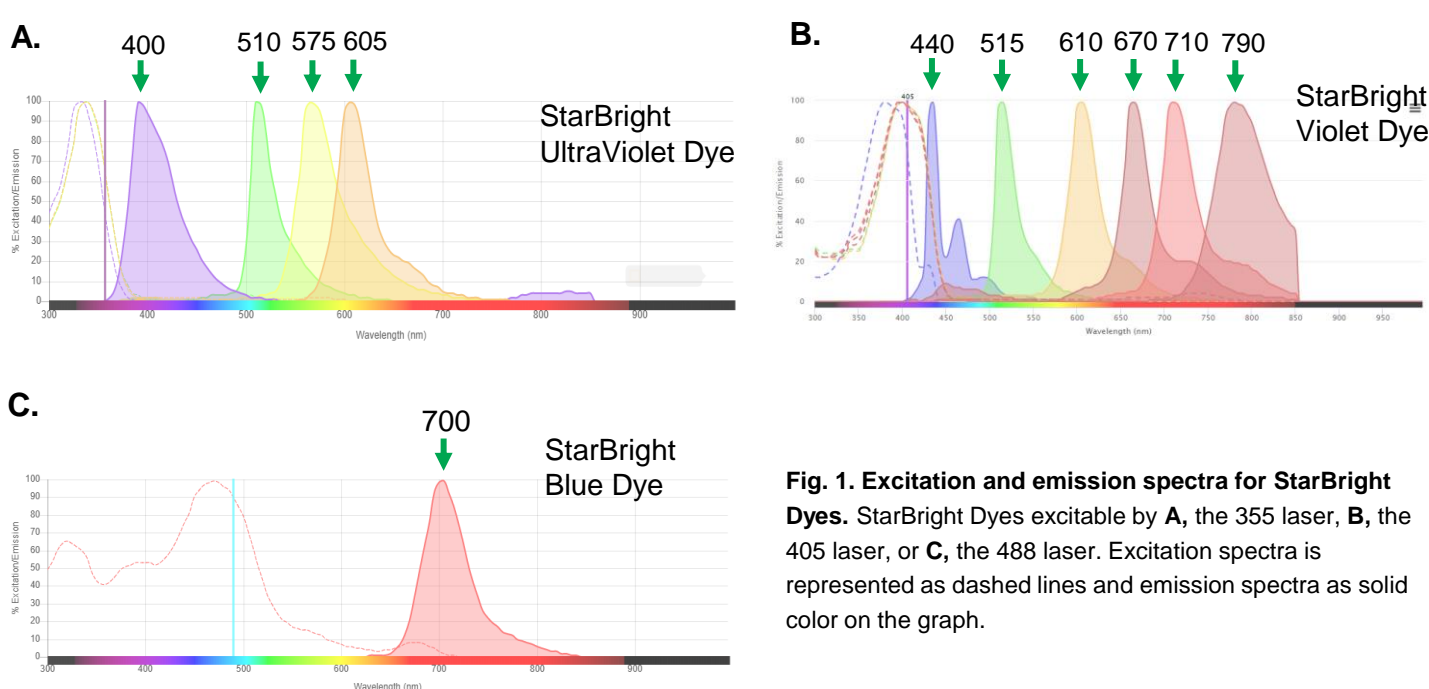 A.
400
510 575 605
StarBright
UltraViolet Dye
% Excitation/Emission
100
90
80
70
60
50
40
30
20
10
0
300 400 500 600 700 800 900
Wavelength (nm)
B.
440 515 610 670 710 790
StarBright
Violet Dye
405
% Excitation/Emission
100
80
60
40
20
0
300 350 400 450 500 550 600 650 700 750 800 850 900 950
Wavelength (nm)
C.
700
StarBright
Blue Dye
% Excitation/Emission
100
90
80
70
60
50
40
30
20
10
0
300 400 500 600 700 800 900
Wavelength (nm)
Fig. 1. Excitation and emission spectra for StarBright
Dyes. StarBright Dyes excitable by A, the 355 laser, B, the
405 laser, or C, the 488 laser. Excitation spectra is
represented as dashed lines and emission spectra as solid
color on the graph.